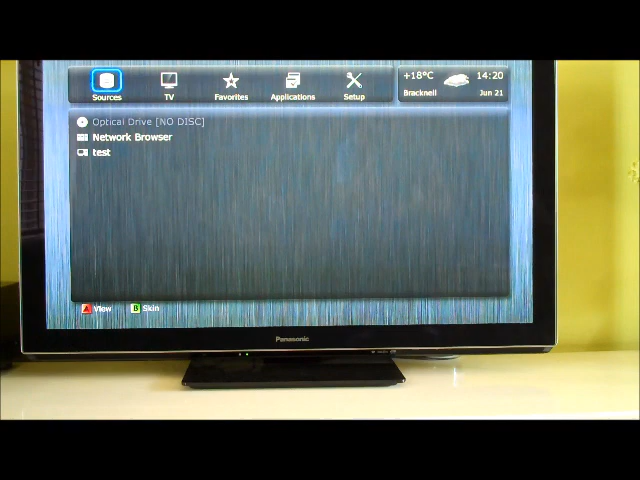 +18°C 14:20
Sources TV Favorites Applications Setup Bracknell Jun 21
Optical Drive [NO DISC]
Network Browser
test
A View B Skin
Panasonic